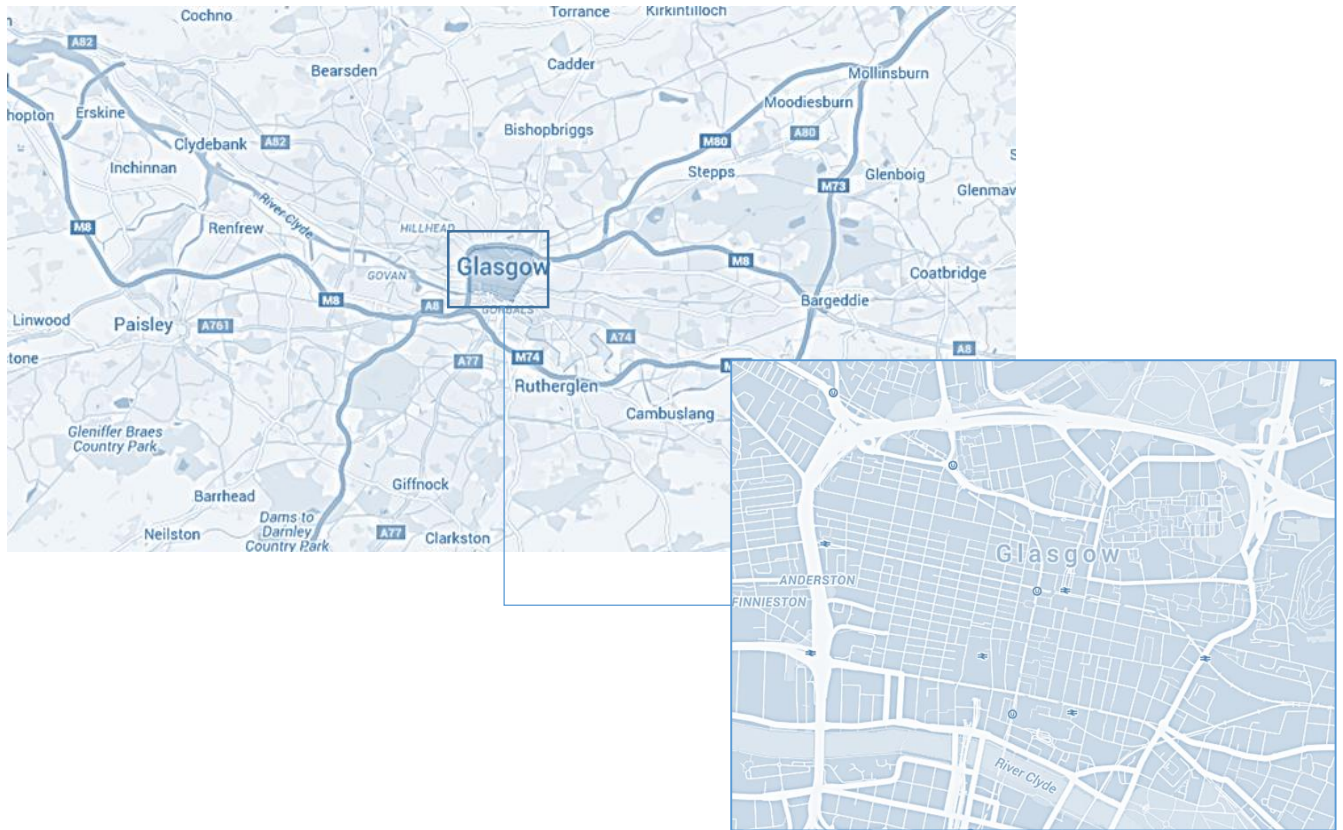 Cochno
Torrance
Kirkintilloch
A82
Bearsden
Cadder
Mollinsburn
Moodiesburn
hopton
Erskine
Bishopbriggs
A80
Clydebank
A82
M80
Inchinnan
Stepps
Glenboig
M73
Glenmav
River Clyde
M8
Renfrew
HILLHEAD
GOVAN
Glasgow
M8
Coatbridge
M8
A8
GORBALS
Bargeddie
Linwood
Paisley
A761
A74
A8
tone
A77
M74
Rutherglen
Cambuslang
Gleniffer Braes
Country Park
Giffnock
Barrhead
Dams to
Darnley
Country Park
Neilston
A77
Clarkston
Glasgow
ANDERSTON
FINNIESTON
River Clyde